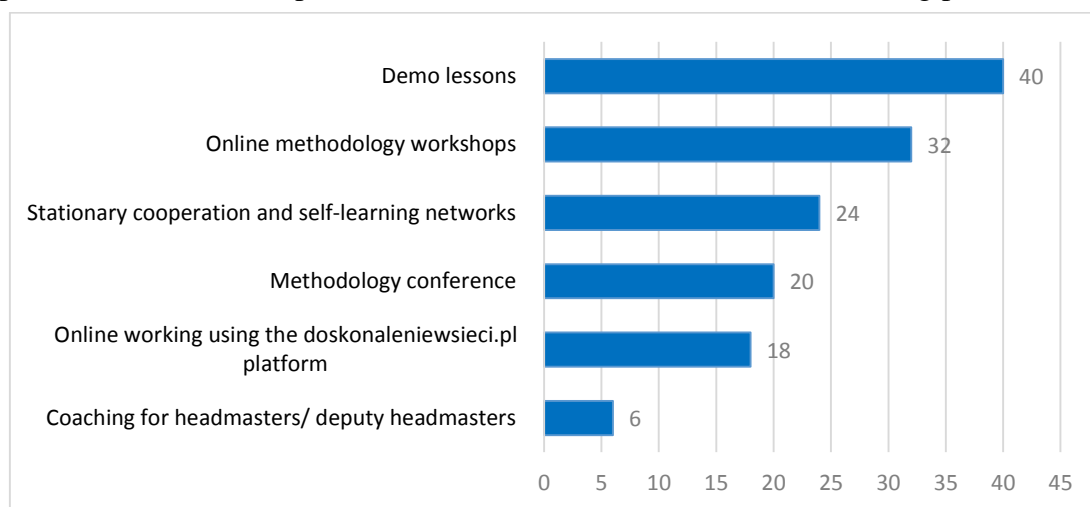 Demo lessons
40
Online methodology workshops
32
Stationary cooperation and self-learning networks
24
Methodology conference
20
Online working using the doskonaleniewsieci.pl
platform
18
Coaching for headmasters/ deputy headmasters
6
0 5 10 15 20 25 30 35 40 45